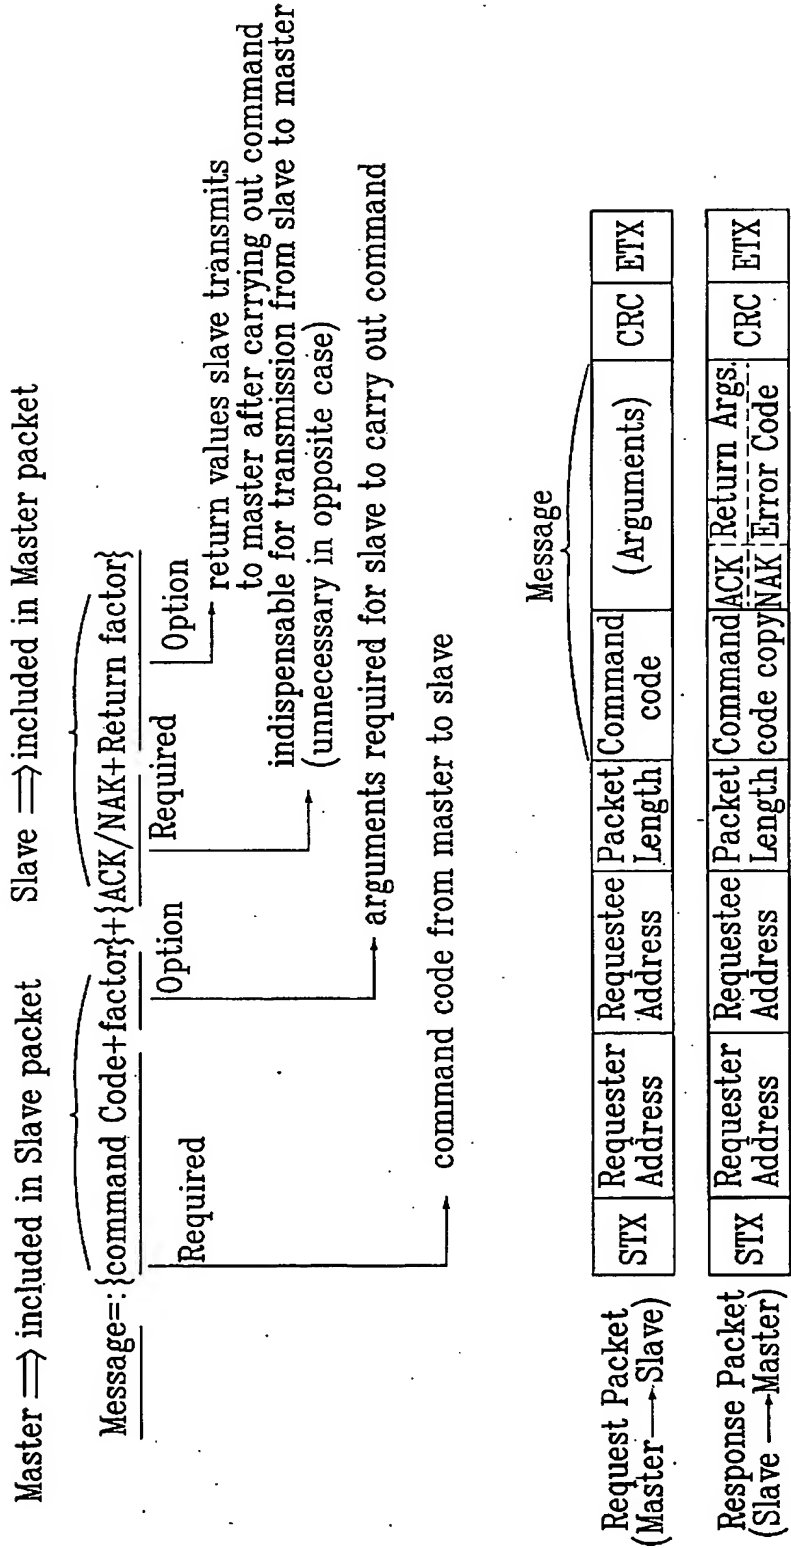 Master ⟹ included in Slave packet
Slave ⟹ included in Master packet
Message=:{command Code+factor}+{ACK/NAK+Return factor}
Required
Option
Required
Option
return values slave transmits
to master after carrying out command
indispensable for transmission from slave to master
(unnecessary in opposite case)
arguments required for slave to carry out command
command code from master to slave
Message
Request Packet
(Master→Slave)
STX
Requester
Address
Requestee
Address
Packet
Length
Command
code
(Arguments)
CRC
ETX
Response Packet
(Slave→Master)
STX
Requester
Address
Requestee
Address
Packet
Length
Command
code copy
ACK
Return Args.
NAK
Error Code
CRC
ETX